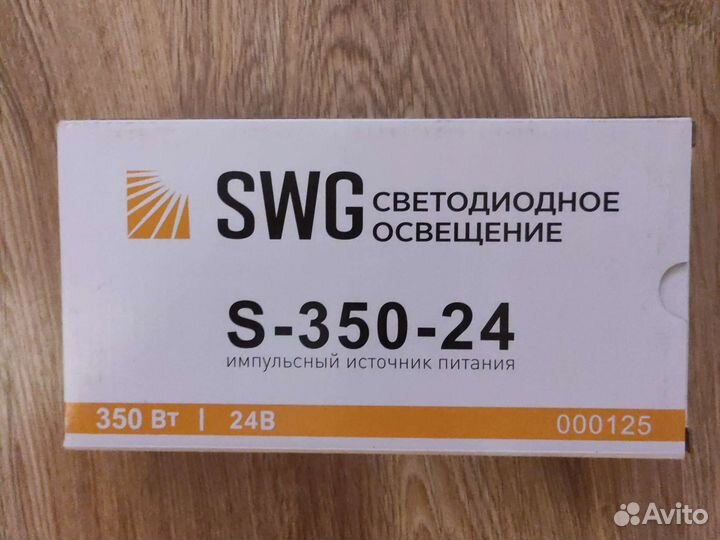 SWG СВЕТОДИОДНОЕ
ОСВЕЩЕНИЕ
S-350-24
импульсный источник питания
350 Вт | 24В 000125
Avito